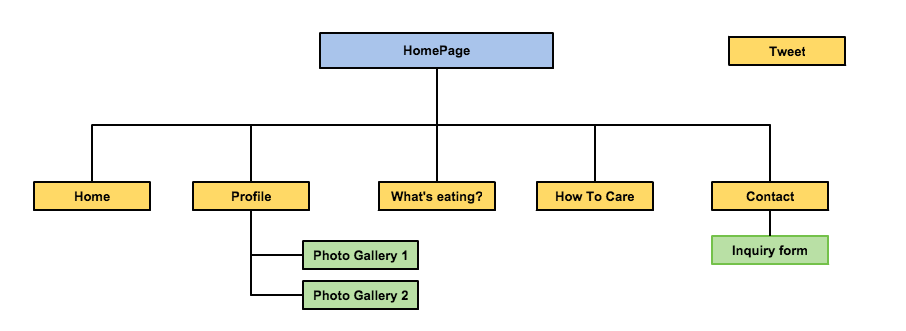 HomePage
Tweet
Home
Profile
What's eating?
How To Care
Contact
Inquiry form
Photo Gallery 1
Photo Gallery 2